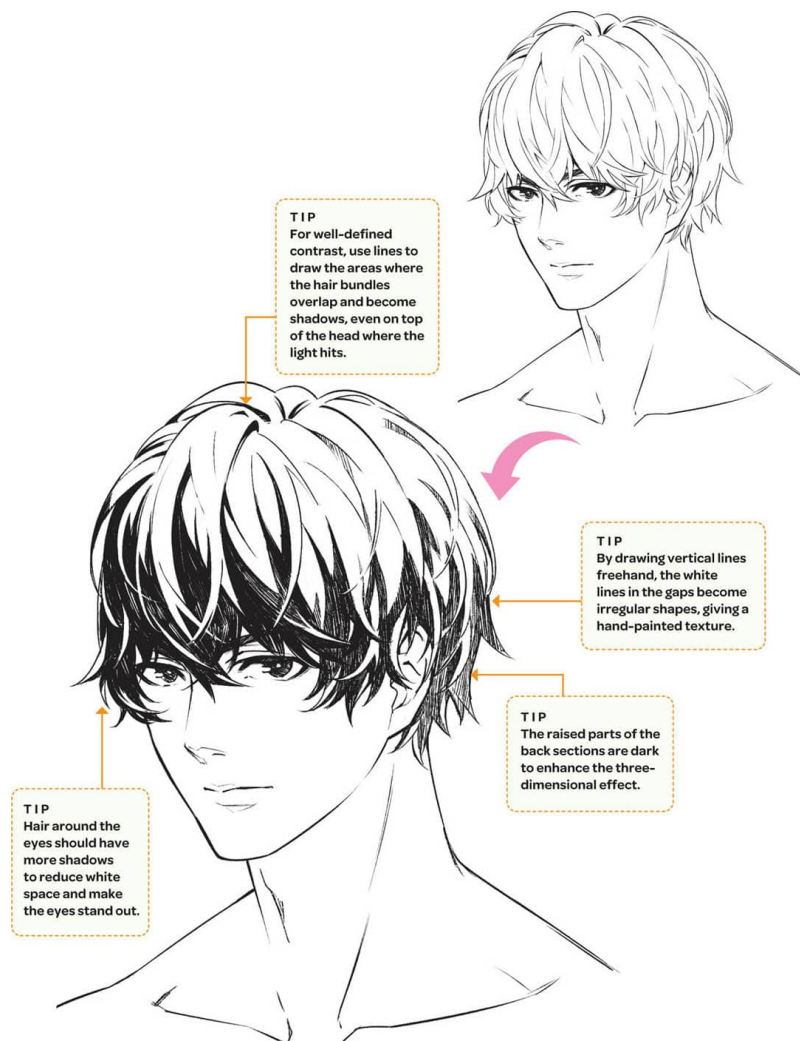 TIP
For well-defined
contrast, use lines to
draw the areas where
the hair bundles
overlap and become
shadows, even on top
of the head where the
light hits.
TIP
By drawing vertical lines
freehand, the white
lines in the gaps become
irregular shapes, giving a
hand-painted texture.
TIP
The raised parts of the
back sections are dark
to enhance the three-
dimensional effect.
TIP
Hair around the
eyes should have
more shadows
to reduce white
space and make
the eyes stand out.